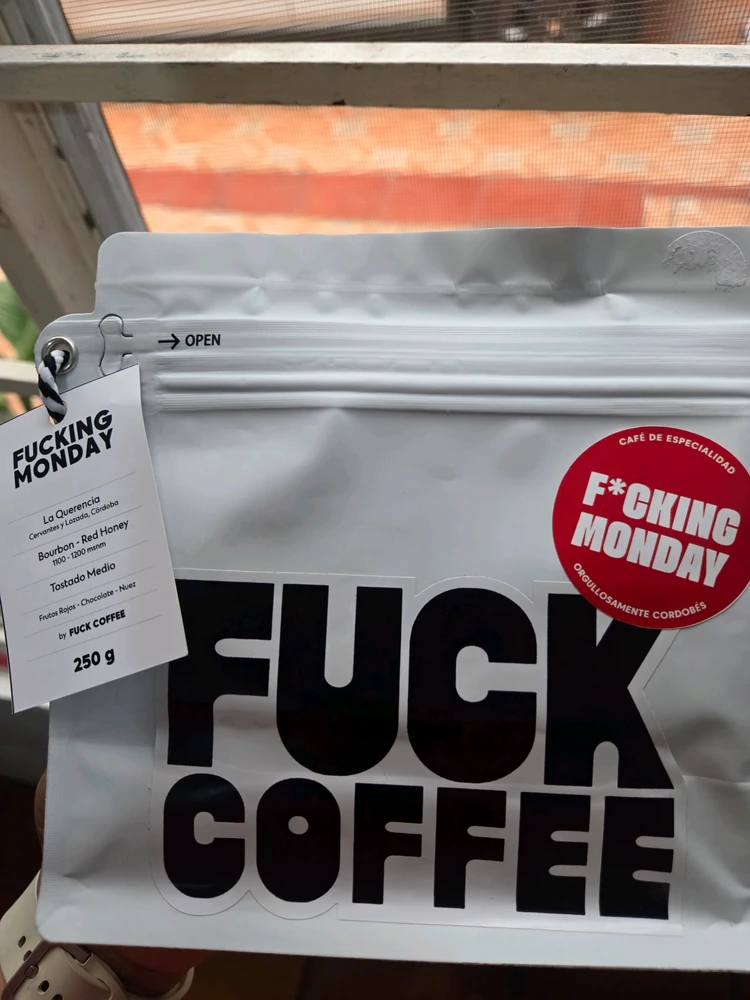 → OPEN
FUCKING
MONDAY
La Querencia
Cervantes y Lozada, Córdoba
Bourbon - Red Honey
1100 - 1200 msnm
Tostado Medio
Frutos Rojos - Chocolate - Nuez
by FUCK COFFEE
250 g
CAFÉ DE ESPECIALIDAD
F*CKING
MONDAY
ORGULLOSAMENTE CORDOBÉS
FUCK
COFFEE